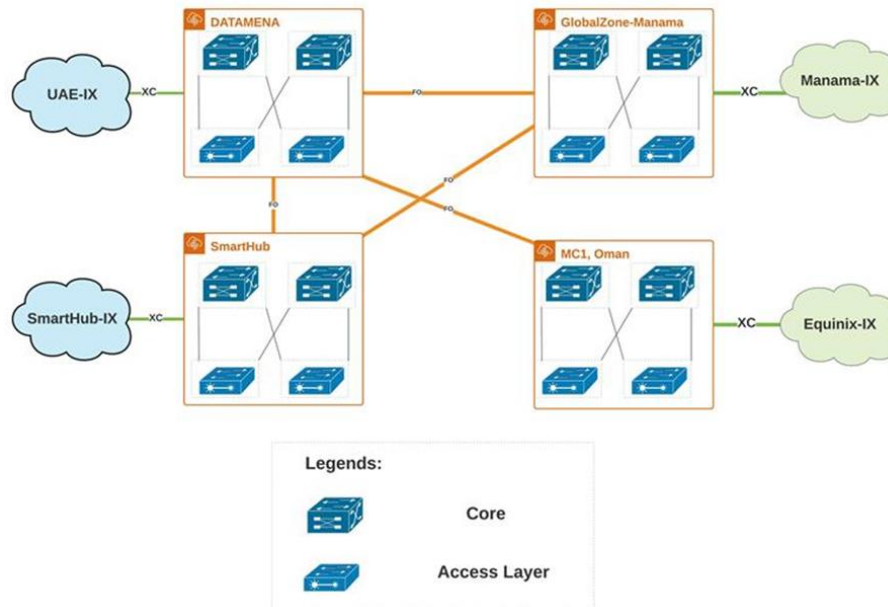 DATAMENA
GlobalZone-Manama
UAE-IX
XC
FO
XC
Manama-IX
FO
FO
FO
SmartHub
MC1, Oman
SmartHub-IX
XC
XC
Equinix-IX
Legends:
Core
Access Layer